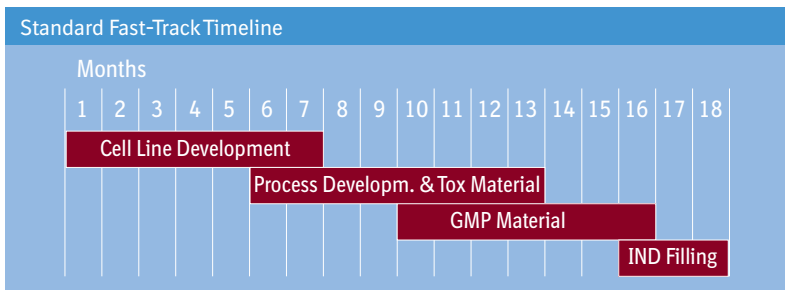 Standard Fast-Track Timeline
Months
1 2 3 4 5 6 7 8 9 10 11 12 13 14 15 16 17 18
Cell Line Development
Process Developm. & Tox Material
GMP Material
IND Filling